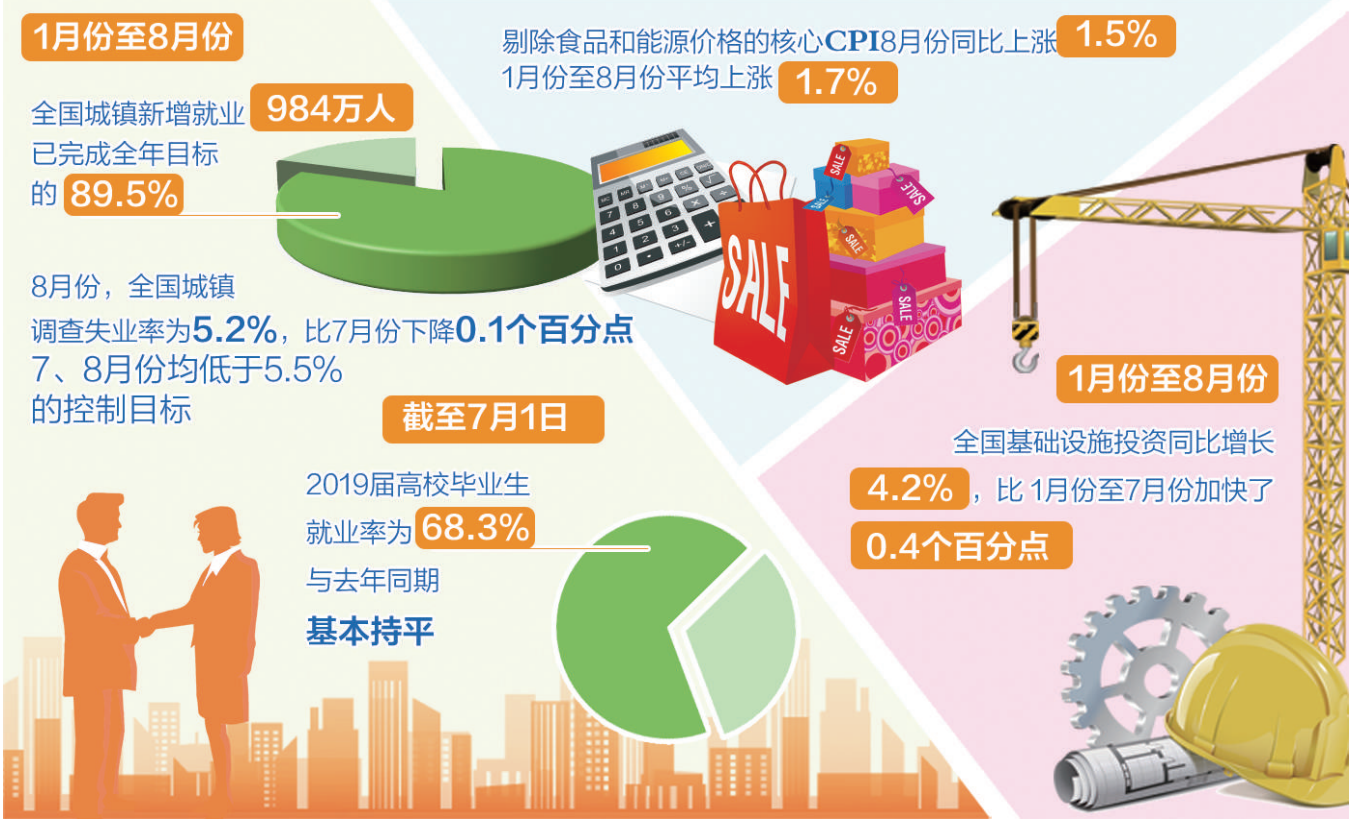 1月份至8月份
全国城镇新增就业 984万人
已完成全年目标
的 89.5%
8月份，全国城镇
调查失业率为5.2%，比7月份下降0.1个百分点
7、8月份均低于5.5%
的控制目标
截至7月1日
2019届高校毕业生
就业率为 68.3%
与去年同期
基本持平
剔除食品和能源价格的核心CPI8月份同比上涨 1.5%
1月份至8月份平均上涨 1.7%
SALE
SALE
SALE
SALE
SALE
SALE
SALE
1月份至8月份
全国基础设施投资同比增长
4.2%，比1月份至7月份加快了
0.4个百分点